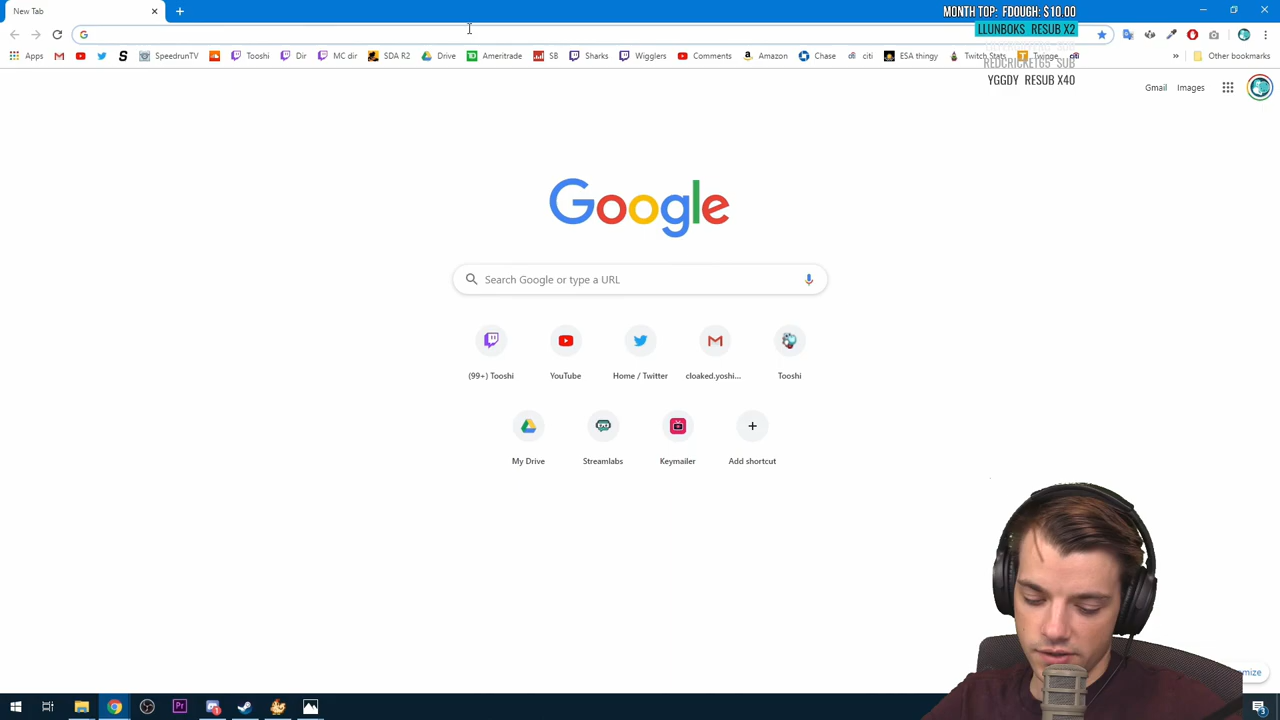 New Tab
MONTH TOP: FDOUGH: $10.00
LLUNBOKS RESUB X2
REDCRICKET65 SUB
YGGDY RESUB X40
Apps SpeedrunTV Tooshi Dir MC dir SDA R2 Drive Ameritrade SB Sharks Wigglers Comments Amazon Chase citi ESA thingy Twitch Twinge Other bookmarks
Gmail Images
Google
Search Google or type a URL
(99+) Tooshi YouTube Home / Twitter cloaked.yoshi... Tooshi
My Drive Streamlabs Keymailer Add shortcut